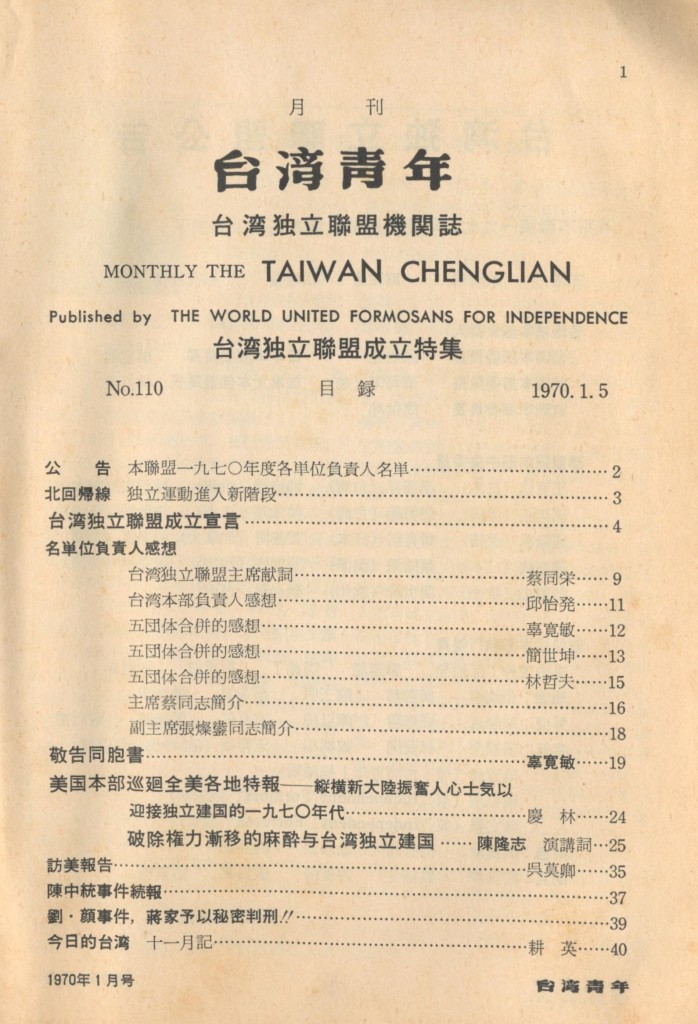 1
月 刊
台湾青年
台湾独立聯盟機関誌
MONTHLY THE TAIWAN CHENGLIAN
Published by THE WORLD UNITED FORMOSANS FOR INDEPENDENCE
台湾独立聯盟成立特集
No.110 目 録 1970.1.5
公 告 本聯盟一九七〇年度各単位負責人名単……2
北回帰線 独立運動進入新階段……3
台湾独立聯盟成立宣言……4
名単位負責人感想
台湾独立聯盟主席献詞……蔡同栄……9
台湾本部負責人感想……邱怡発……11
五団体合併的感想……辜寛敏……12
五団体合併的感想……簡世坤……13
五団体合併的感想……林哲夫……15
主席蔡同志簡介……16
副主席張燦鍙同志簡介……18
敬告同胞書……辜寛敏……19
美国本部巡廻全美各地特報——縦横新大陸振奮人心士気以
迎接独立建国的一九七〇年代……慶 林……24
破除権力漸移的麻酔与台湾独立建国……陳隆志 演講詞…25
訪美報告……呉莫卿……35
陳中統事件続報……37
劉・顔事件，蔣家予以秘密判刑!!……39
今日的台湾 十一月記……耕 英……40
1970年1月号 台湾青年